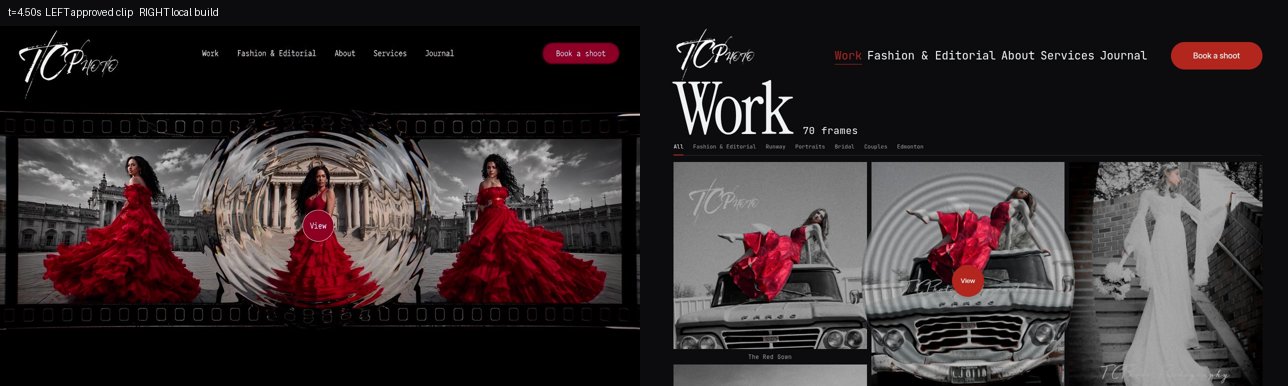 t=4.50s LEFT approved clip RIGHT local build
TCPHOTO
Work Fashion & Editorial About Services Journal
Book a shoot
View
TCPHOTO
Work Fashion & Editorial About Services Journal
Book a shoot
Work 70 frames
All Fashion & Editorial Runway Portraits Bridal Couples Edmonton
TCPHOTO
View
DODGE
The Red Gown